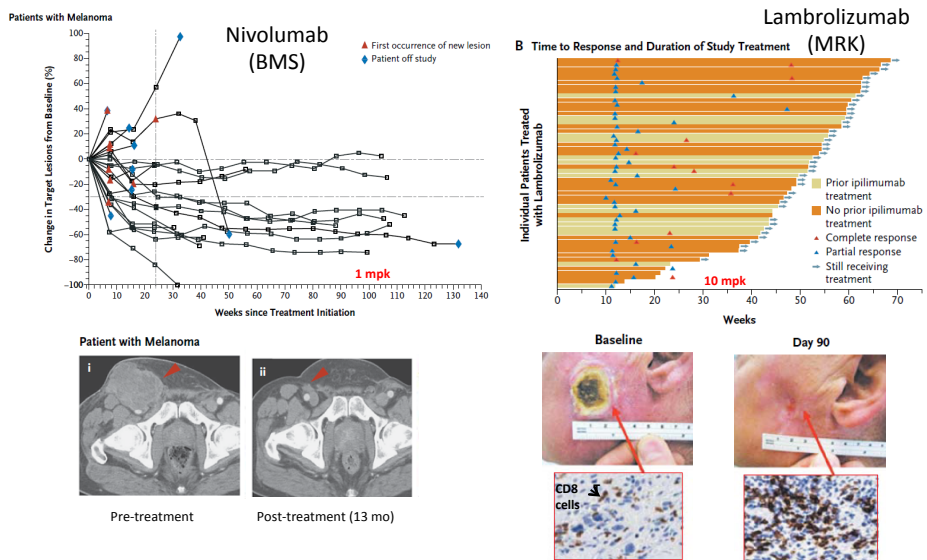 Patients with Melanoma
Nivolumab
(BMS)
First occurrence of new lesion
Patient off study
Change in Target Lesions from Baseline (%)
100
80
60
40
20
0
−20
−40
−60
−80
−100
1 mpk
0 10 20 30 40 50 60 70 80 90 100 110 120 130 140
Weeks since Treatment Initiation
Lambrolizumab
(MRK)
B Time to Response and Duration of Study Treatment
Individual Patients Treated
with Lambrolizumab
Prior ipilimumab
treatment
No prior ipilimumab
treatment
Complete response
Partial response
Still receiving
treatment
10 mpk
0 10 20 30 40 50 60 70
Weeks
Patient with Melanoma
i
ii
Pre-treatment
Post-treatment (13 mo)
Baseline
Day 90
CD8
cells